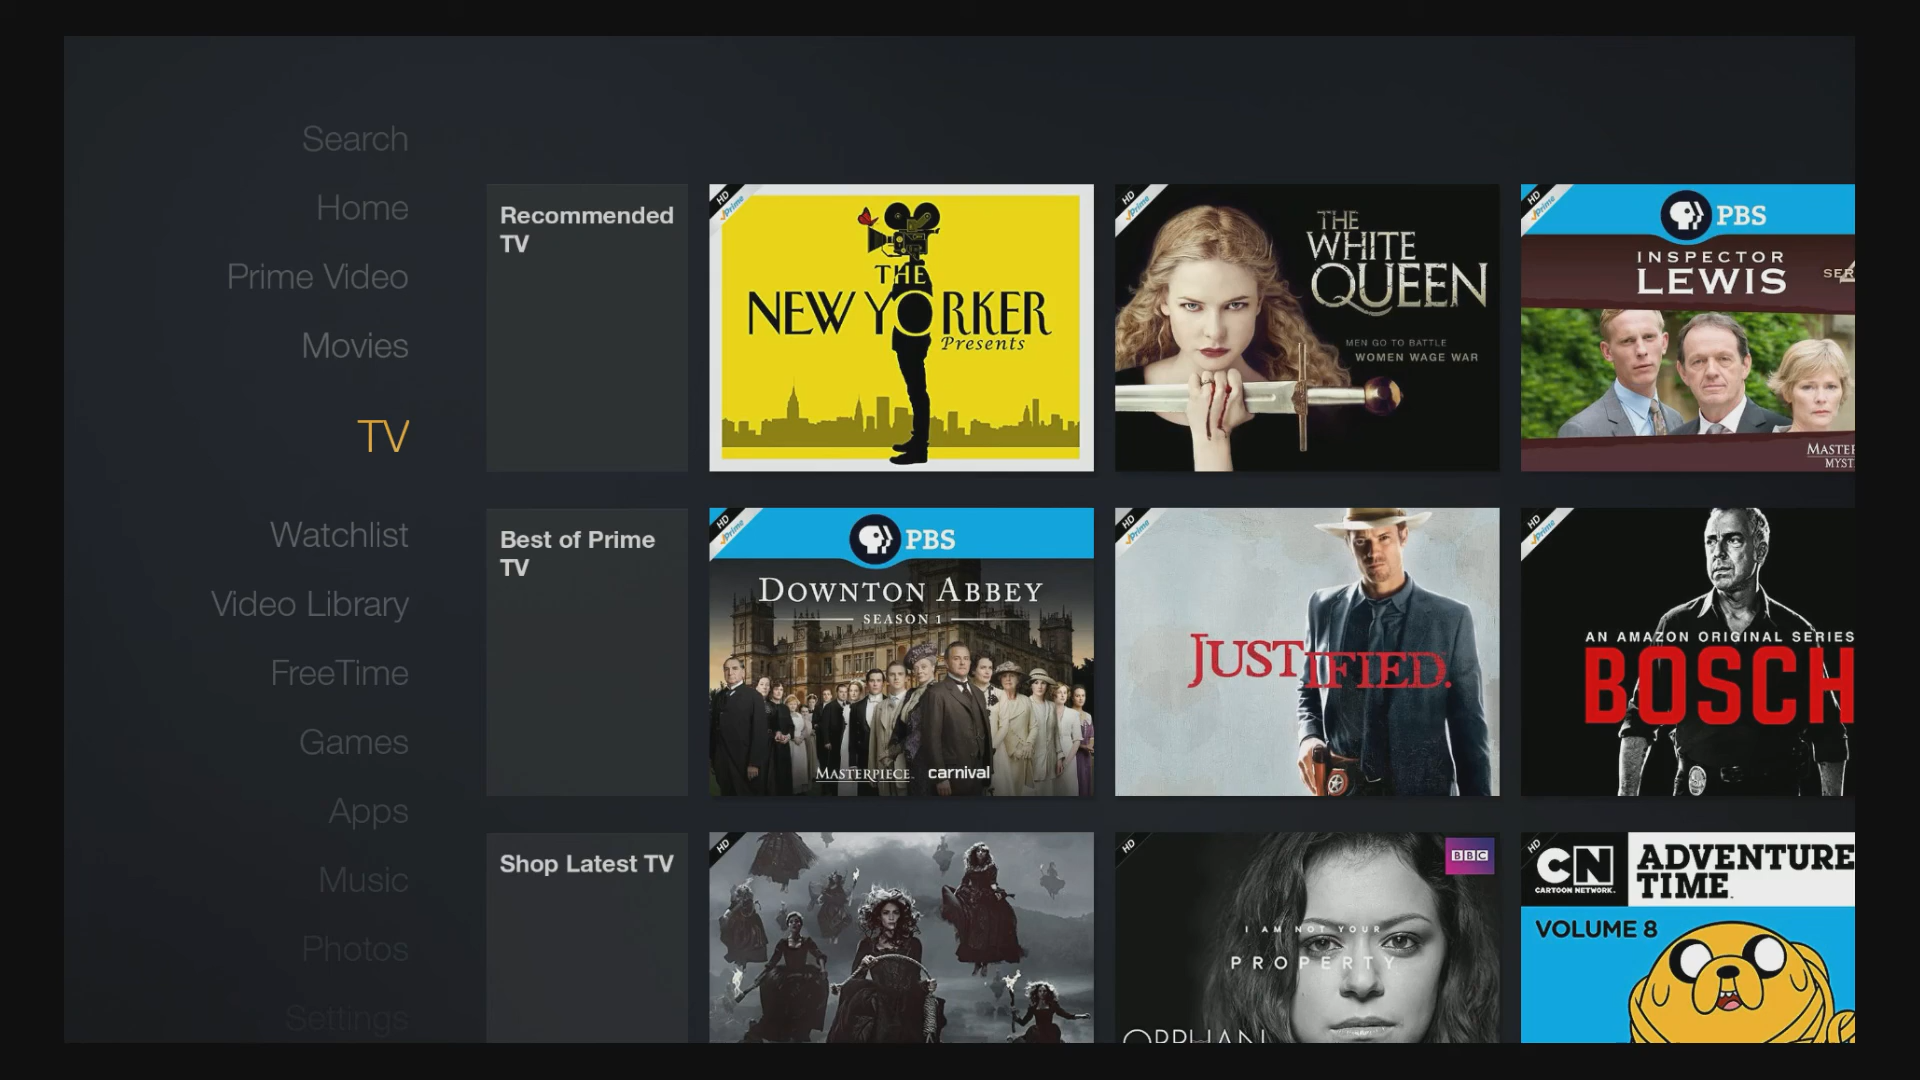 Search
Home
Prime Video
Movies
TV
Watchlist
Video Library
FreeTime
Games
Apps
Music
Photos
Settings
Recommended
TV
HD
Prime
THE
NEW YORKER
Presents
HD
Prime
THE
WHITE
QUEEN
MEN GO TO BATTLE
WOMEN WAGE WAR
HD
Prime
PBS
INSPECTOR
LEWIS
SER
MASTE
MYST
Best of Prime
TV
HD
Prime
PBS
DOWNTON ABBEY
SEASON 1
MASTERPIECE
carnival
HD
Prime
JUSTIFIED.
HD
Prime
AN AMAZON ORIGINAL SERIES
BOSCH
Shop Latest TV
HD
HD
BBC
I AM NOT YOUR
PROPERTY
ORPHAN
HD
CN
CARTOON NETWORK.
ADVENTURE
TIME
VOLUME 8